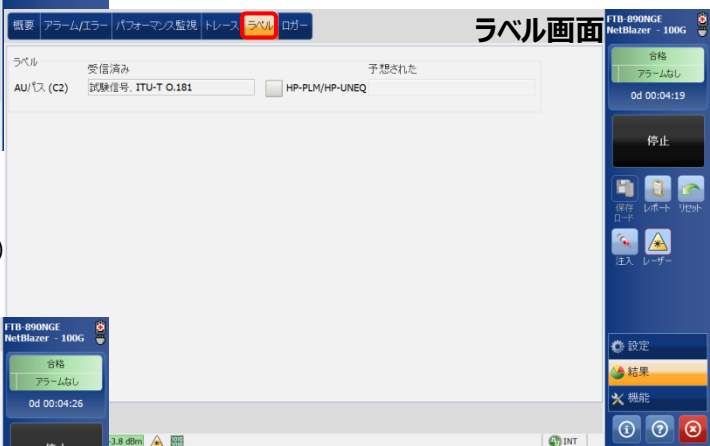 概要 アラーム/エラー パフォーマンス監視 トレース ラベル ロガー
ラベル画面
FTB-890NGE
NetBlazer - 100G
合格
アラームなし
0d 00:04:19
停止
保存
ロード
レポート
リセット
注入
レーザー
設定
結果
機能
ラベル
受信済み
予想された
AUパス (C2)
試験信号, ITU-T O.181
HP-PLM/HP-UNEQ
)
FTB-890NGE
NetBlazer - 100G
合格
アラームなし
0d 00:04:26
-3.8 dBm
INT